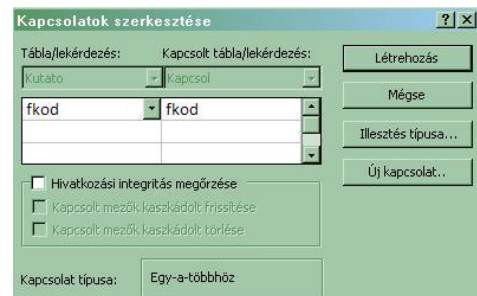 Kapcsolatok szerkesztése
Tábla/lekérdezés: Kapcsolt tábla/lekérdezés:
Kutato Kapcsol
fkod fkod
Hivatkozási integritás megőrzése
Kapcsolt mezők kaszkádolt frissítése
Kapcsolt mezők kaszkádolt törlése
Kapcsolat típusa: Egy-a-többhöz
Létrehozás
Mégse
Illesztés típusa...
Új kapcsolat..